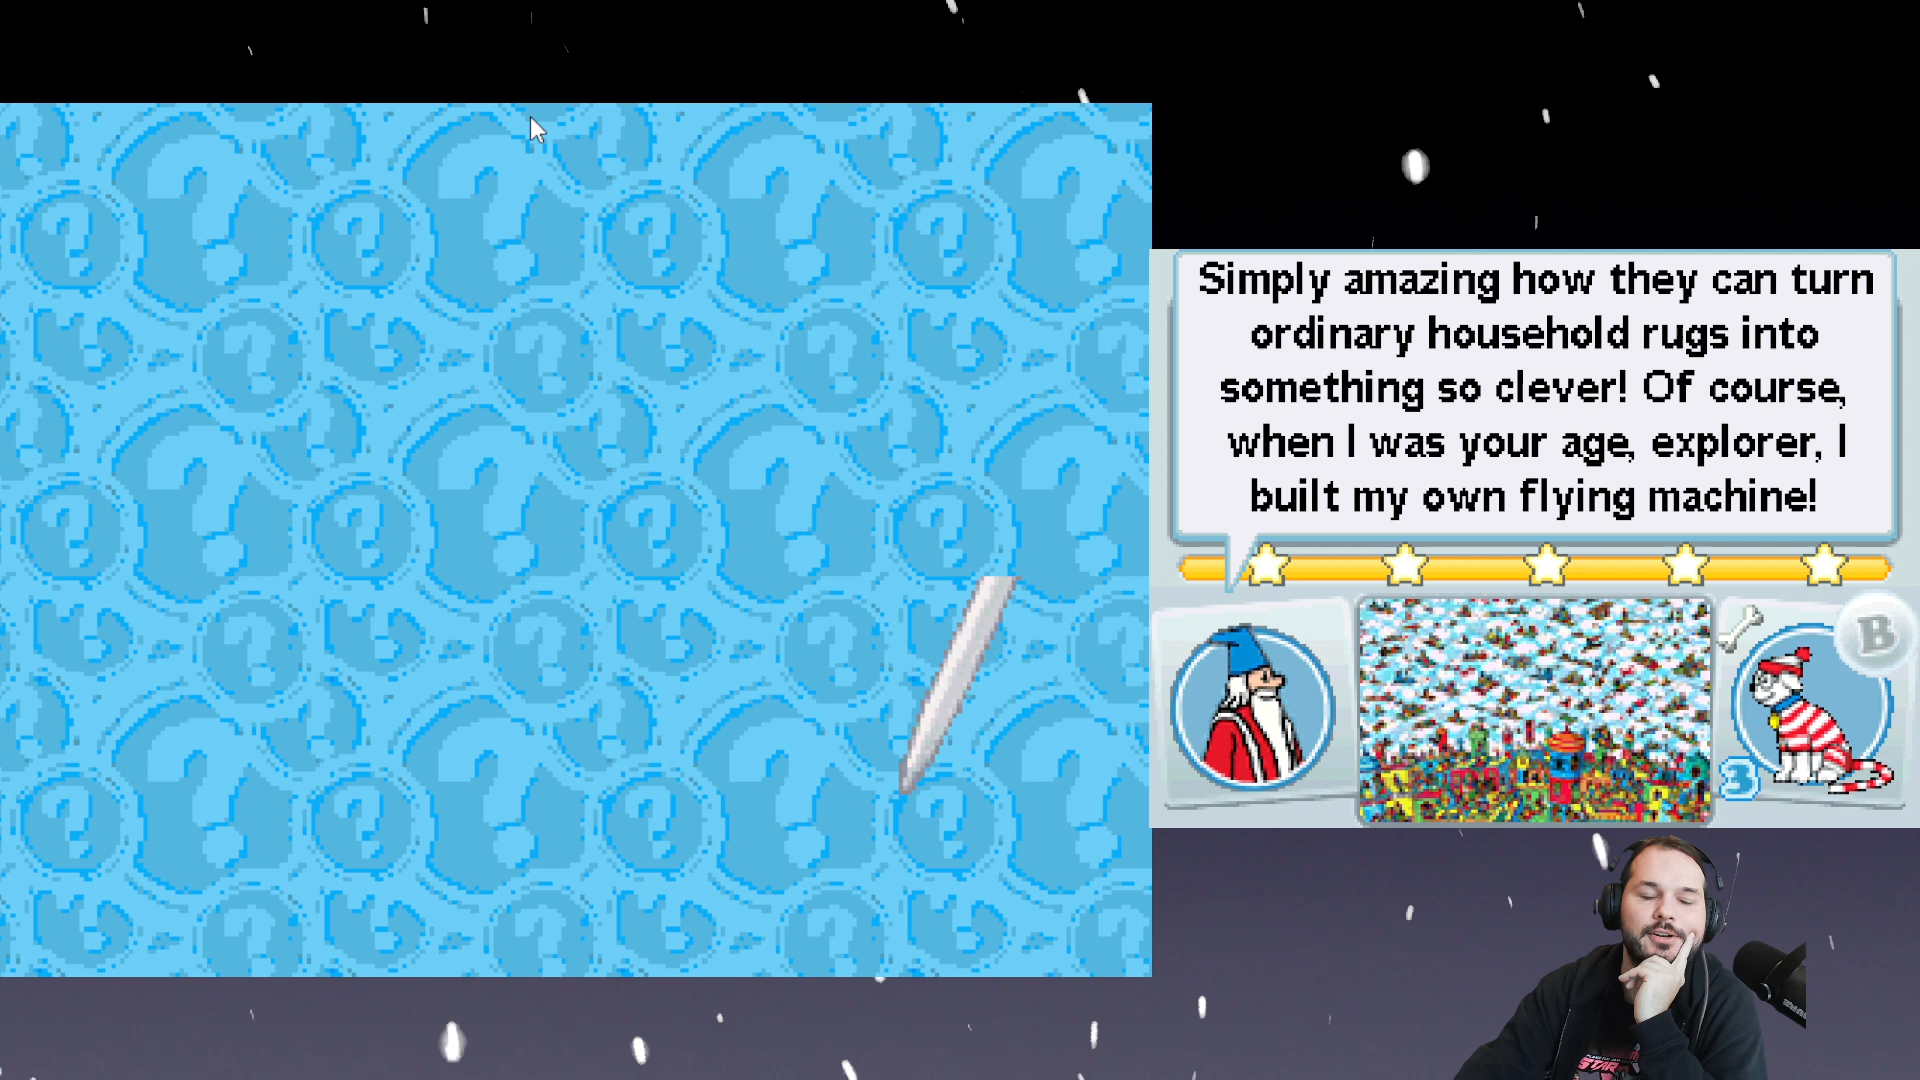 Simply amazing how they can turn
ordinary household rugs into
something so clever! Of course,
when I was your age, explorer, I
built my own flying machine!
B
3
STAR